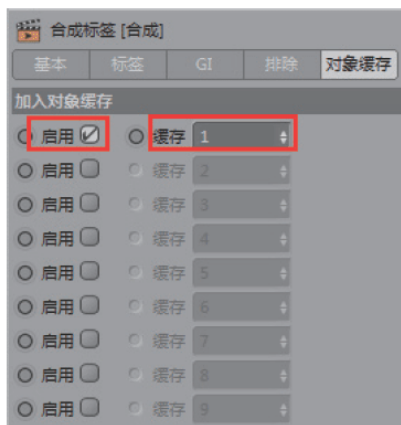 合成标签 [合成]
基本 标签 GI 排除 对象缓存
加入对象缓存
启用 缓存 1
启用 缓存 2
启用 缓存 3
启用 缓存 4
启用 缓存 5
启用 缓存 6
启用 缓存 7
启用 缓存 8
启用 缓存 9